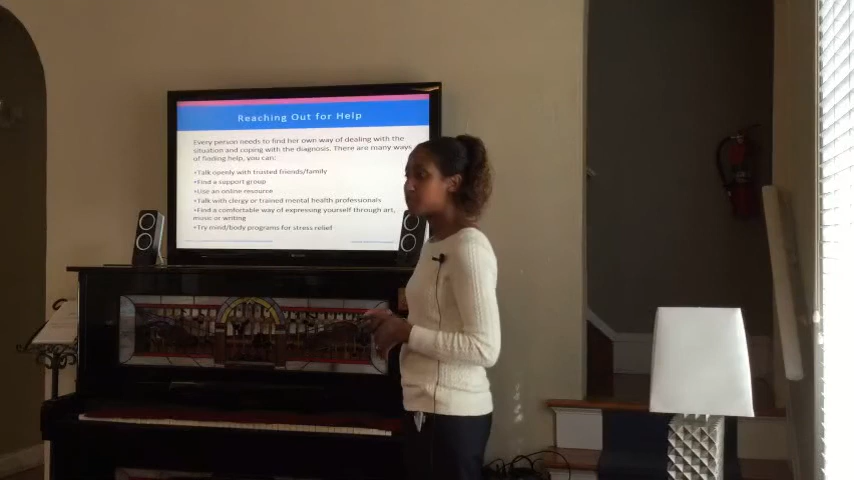 Reaching Out for Help
Every person needs to find her own way of dealing with the
situation and coping with the diagnosis. There are many ways
of finding help, you can:
•Talk openly with trusted friends/family
•Find a support group
•Use an online resource
•Talk with clergy or trained mental health professionals
•Find a comfortable way of expressing yourself through art,
music or writing
•Try mind/body programs for stress relief